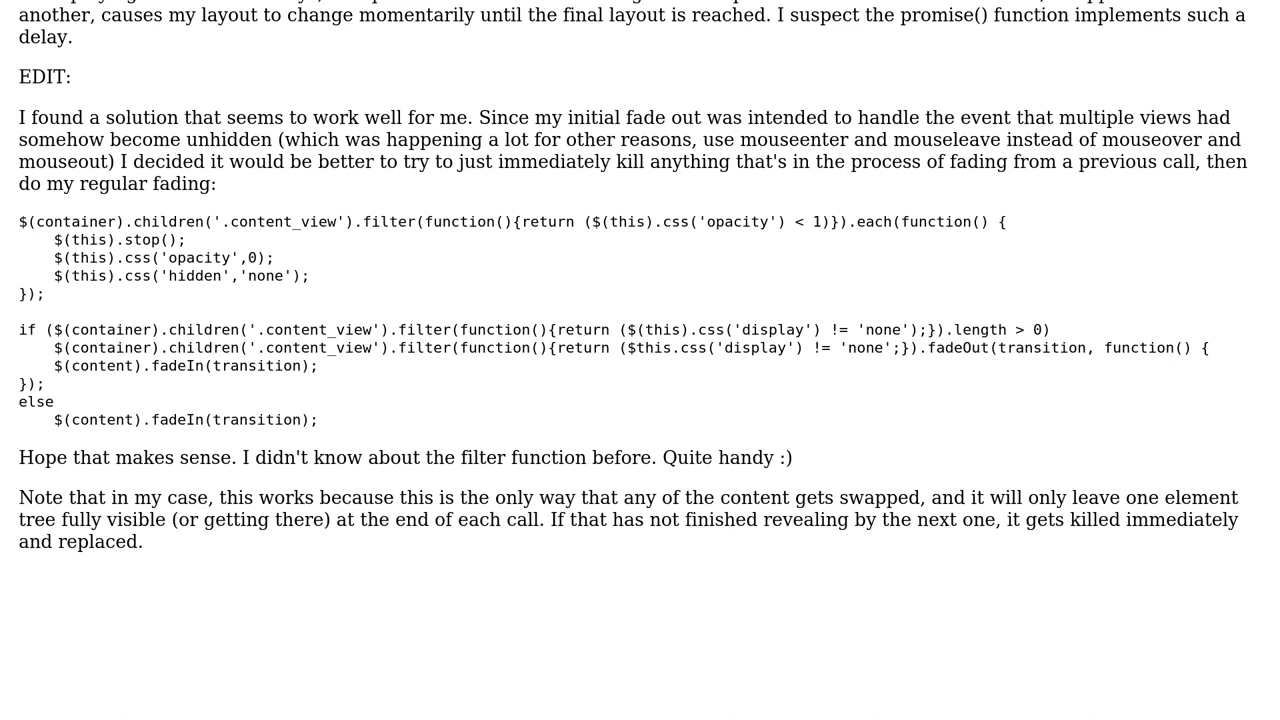 another, causes my layout to change momentarily until the final layout is reached. I suspect the promise() function implements such a
delay.
EDIT:
I found a solution that seems to work well for me. Since my initial fade out was intended to handle the event that multiple views had
somehow become unhidden (which was happening a lot for other reasons, use mouseenter and mouseleave instead of mouseover and
mouseout) I decided it would be better to try to just immediately kill anything that's in the process of fading from a previous call, then
do my regular fading:
$(container).children('.content_view').filter(function(){return ($(this).css('opacity') < 1)}).each(function() {
    $(this).stop();
    $(this).css('opacity',0);
    $(this).css('hidden','none');
});
if ($(container).children('.content_view').filter(function(){return ($(this).css('display') != 'none');}).length > 0)
    $(container).children('.content_view').filter(function(){return ($this.css('display') != 'none';}).fadeOut(transition, function() {
    $(content).fadeIn(transition);
});
else
    $(content).fadeIn(transition);
Hope that makes sense. I didn't know about the filter function before. Quite handy :)
Note that in my case, this works because this is the only way that any of the content gets swapped, and it will only leave one element
tree fully visible (or getting there) at the end of each call. If that has not finished revealing by the next one, it gets killed immediately
and replaced.